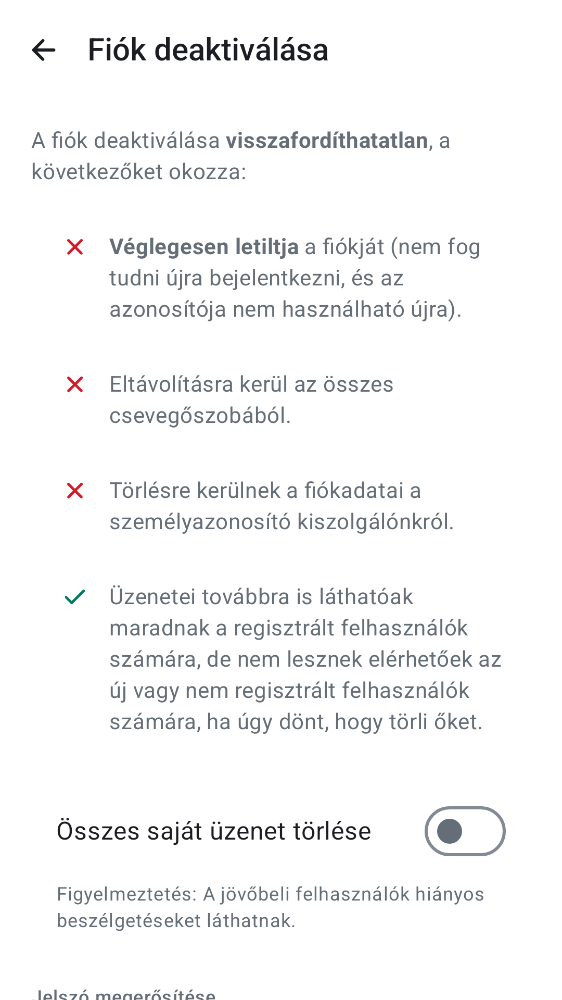 Fiók deaktiválása
A fiók deaktiválása visszafordíthatatlan, a
következőket okozza:
Véglegesen letiltja a fiókját (nem fog
tudni újra bejelentkezni, és az
azonosítója nem használható újra).
Eltávolításra kerül az összes
csevegőszobából.
Törlésre kerülnek a fiókadatai a
személyazonosító kiszolgálónkról.
Üzenetei továbbra is láthatóak
maradnak a regisztrált felhasználók
számára, de nem lesznek elérhetőek az
új vagy nem regisztrált felhasználók
számára, ha úgy dönt, hogy törli őket.
Összes saját üzenet törlése
Figyelmeztetés: A jövőbeli felhasználók hiányos
beszélgetéseket láthatnak.
Jelszó megerősítése